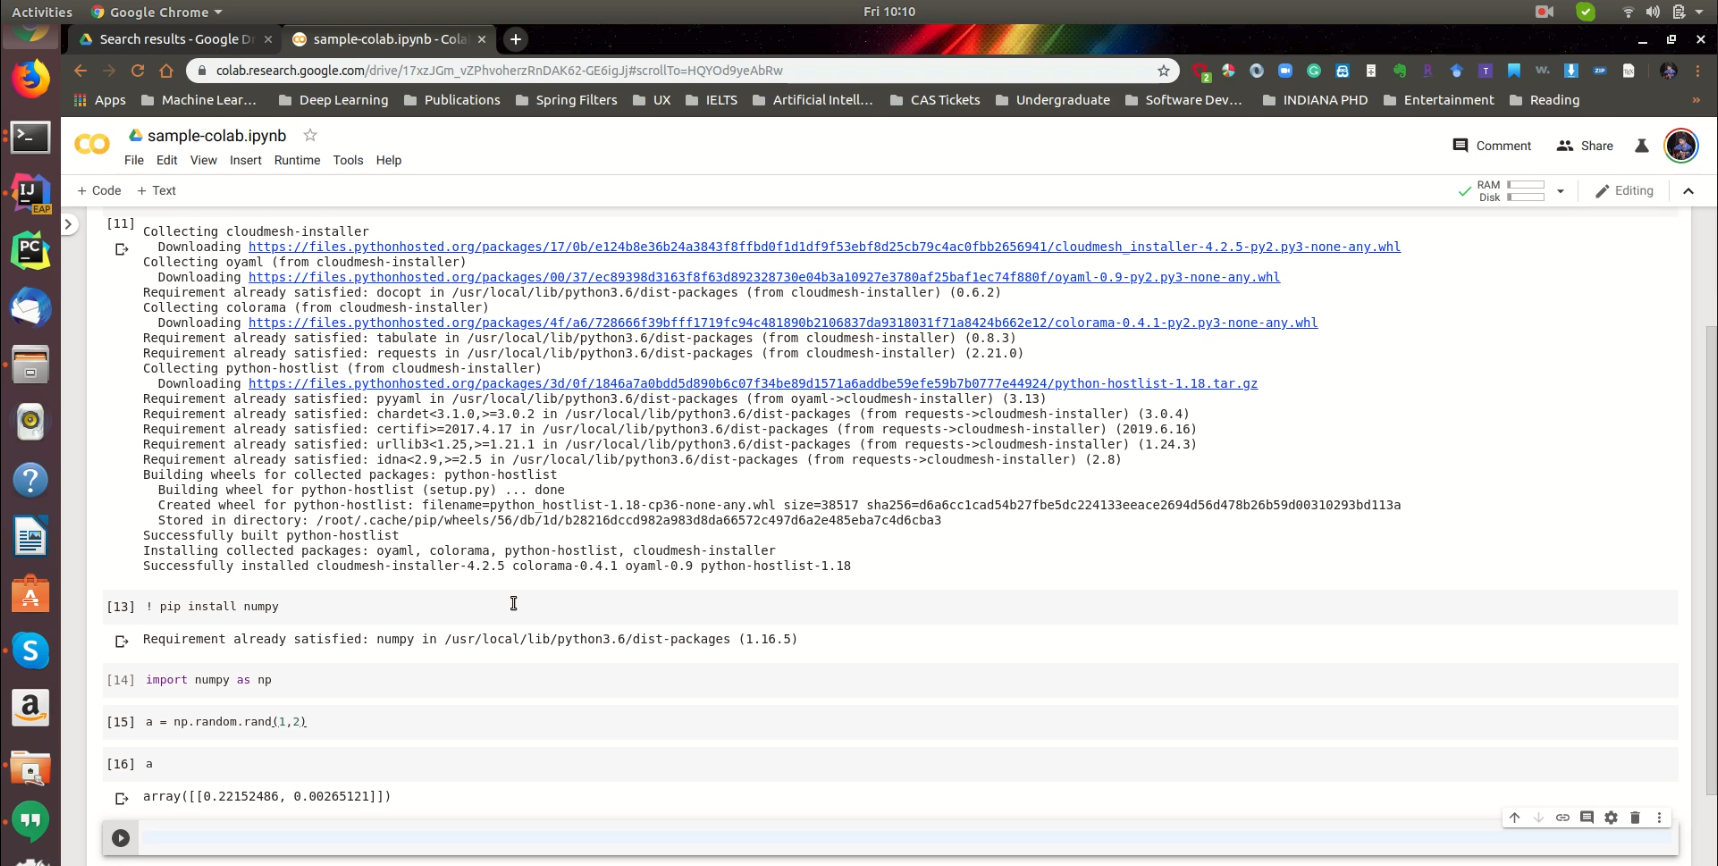 Activities Google Chrome Fri 10:10
Search results - Google Dr sample-colab.ipynb - Cola
colab.research.google.com/drive/17xzJGm_vZPhvoherzRnDAK62-GE6igJj#scrollTo=HQYOd9yeAbRw
Apps Machine Lear... Deep Learning Publications Spring Filters UX IELTS Artificial Intell... CAS Tickets Undergraduate Software Dev... INDIANA PHD Entertainment Reading
sample-colab.ipynb
Comment Share
File Edit View Insert Runtime Tools Help
+ Code + Text RAM Disk Editing
[11]
Collecting cloudmesh-installer
Downloading https://files.pythonhosted.org/packages/17/0b/e124b8e36b24a3843f8ffbd0f1d1df9f53ebf8d25cb79c4ac0fbb2656941/cloudmesh_installer-4.2.5-py2.py3-none-any.whl
Collecting oyaml (from cloudmesh-installer)
Downloading https://files.pythonhosted.org/packages/00/37/ec89398d3163f8f63d892328730e04b3a10927e3780af25baf1ec74f880f/oyaml-0.9-py2.py3-none-any.whl
Requirement already satisfied: docopt in /usr/local/lib/python3.6/dist-packages (from cloudmesh-installer) (0.6.2)
Collecting colorama (from cloudmesh-installer)
Downloading https://files.pythonhosted.org/packages/4f/a6/728666f39bfff1719fc94c481890b2106837da9318031f71a8424b662e12/colorama-0.4.1-py2.py3-none-any.whl
Requirement already satisfied: tabulate in /usr/local/lib/python3.6/dist-packages (from cloudmesh-installer) (0.8.3)
Requirement already satisfied: requests in /usr/local/lib/python3.6/dist-packages (from cloudmesh-installer) (2.21.0)
Collecting python-hostlist (from cloudmesh-installer)
Downloading https://files.pythonhosted.org/packages/3d/0f/1846a7a0bdd5d890b6c07f34be89d1571a6addbe59efe59b7b0777e44924/python-hostlist-1.18.tar.gz
Requirement already satisfied: pyyaml in /usr/local/lib/python3.6/dist-packages (from oyaml->cloudmesh-installer) (3.13)
Requirement already satisfied: chardet<3.1.0,>=3.0.2 in /usr/local/lib/python3.6/dist-packages (from requests->cloudmesh-installer) (3.0.4)
Requirement already satisfied: certifi>=2017.4.17 in /usr/local/lib/python3.6/dist-packages (from requests->cloudmesh-installer) (2019.6.16)
Requirement already satisfied: urllib3<1.25,>=1.21.1 in /usr/local/lib/python3.6/dist-packages (from requests->cloudmesh-installer) (1.24.3)
Requirement already satisfied: idna<2.9,>=2.5 in /usr/local/lib/python3.6/dist-packages (from requests->cloudmesh-installer) (2.8)
Building wheels for collected packages: python-hostlist
Building wheel for python-hostlist (setup.py) ... done
Created wheel for python-hostlist: filename=python_hostlist-1.18-cp36-none-any.whl size=38517 sha256=d6a6cc1cad54b27fbe5dc224133eeace2694d56d478b26b59d00310293bd113a
Stored in directory: /root/.cache/pip/wheels/56/db/1d/b28216dccd982a983d8da66572c497d6a2e485eba7c4d6cba3
Successfully built python-hostlist
Installing collected packages: oyaml, colorama, python-hostlist, cloudmesh-installer
Successfully installed cloudmesh-installer-4.2.5 colorama-0.4.1 oyaml-0.9 python-hostlist-1.18
[13] ! pip install numpy
Requirement already satisfied: numpy in /usr/local/lib/python3.6/dist-packages (1.16.5)
[14] import numpy as np
[15] a = np.random.rand(1,2)
[16] a
array([[0.22152486, 0.00265121]])